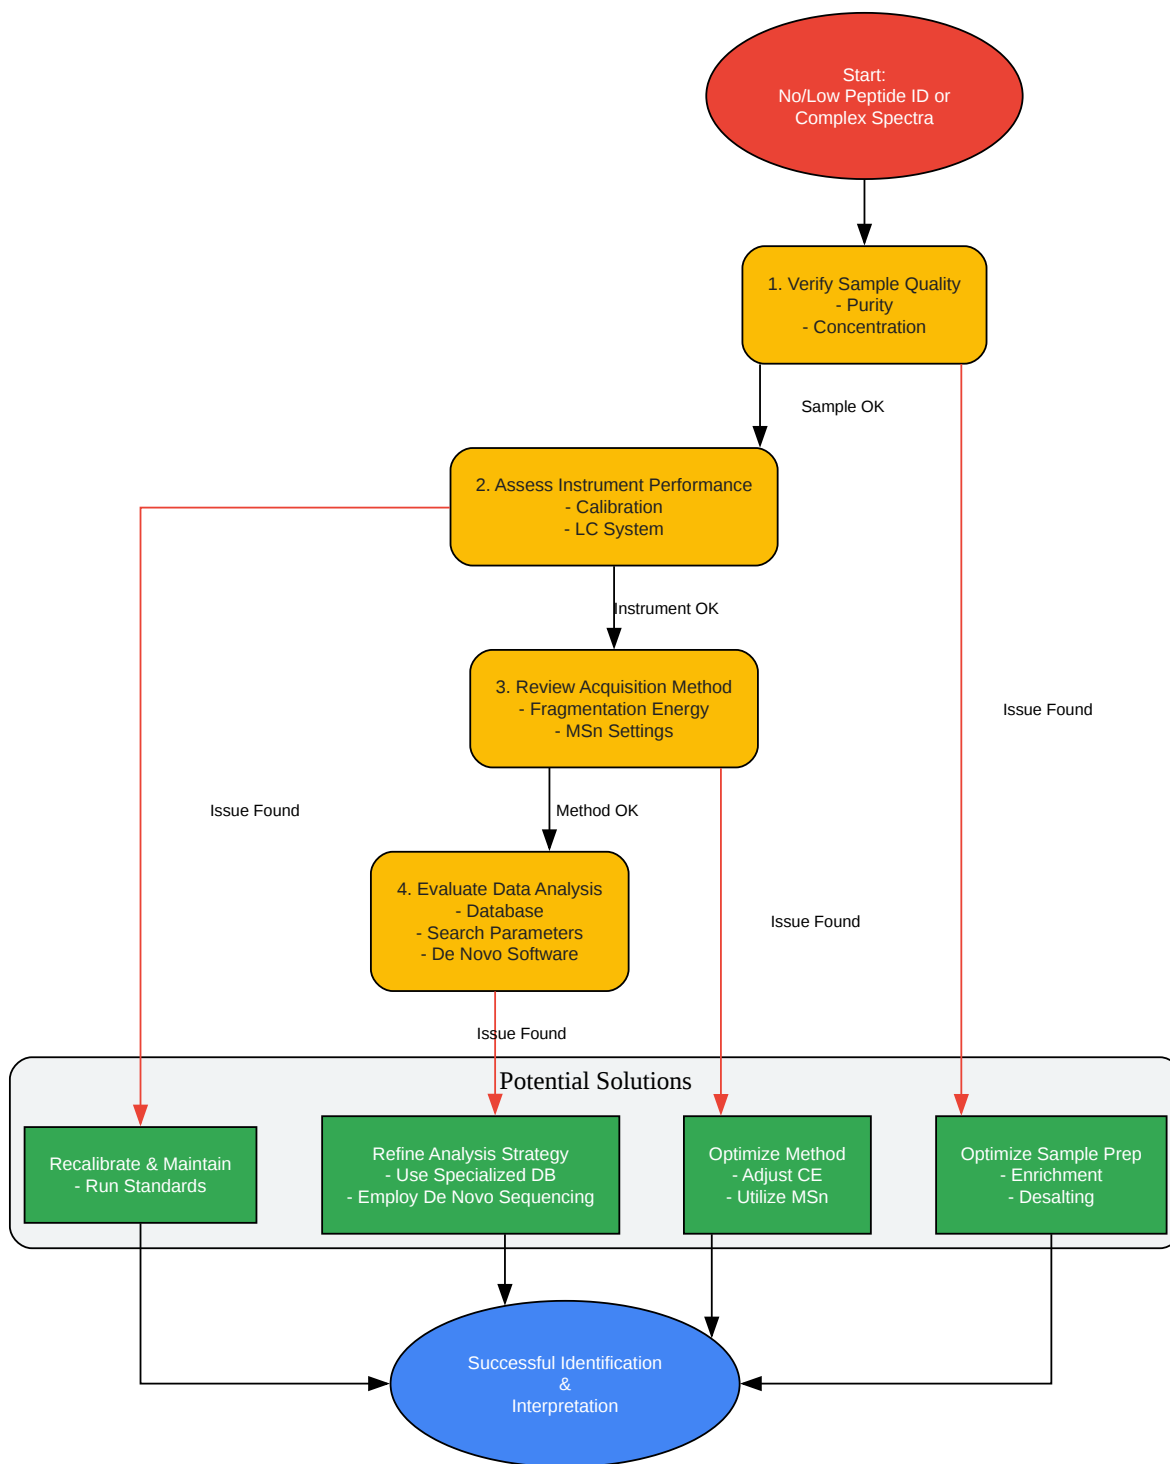 Start:
No/Low Peptide ID or
Complex Spectra
1. Verify Sample Quality
- Purity
- Concentration
Sample OK
2. Assess Instrument Performance
- Calibration
- LC System
Instrument OK
3. Review Acquisition Method
- Fragmentation Energy
- MSn Settings
Issue Found
Issue Found
Method OK
4. Evaluate Data Analysis
- Database
- Search Parameters
- De Novo Software
Issue Found
Issue Found
Potential Solutions
Recalibrate & Maintain
- Run Standards
Refine Analysis Strategy
- Use Specialized DB
- Employ De Novo Sequencing
Optimize Method
- Adjust CE
- Utilize MSn
Optimize Sample Prep
- Enrichment
- Desalting
Successful Identification
&
Interpretation